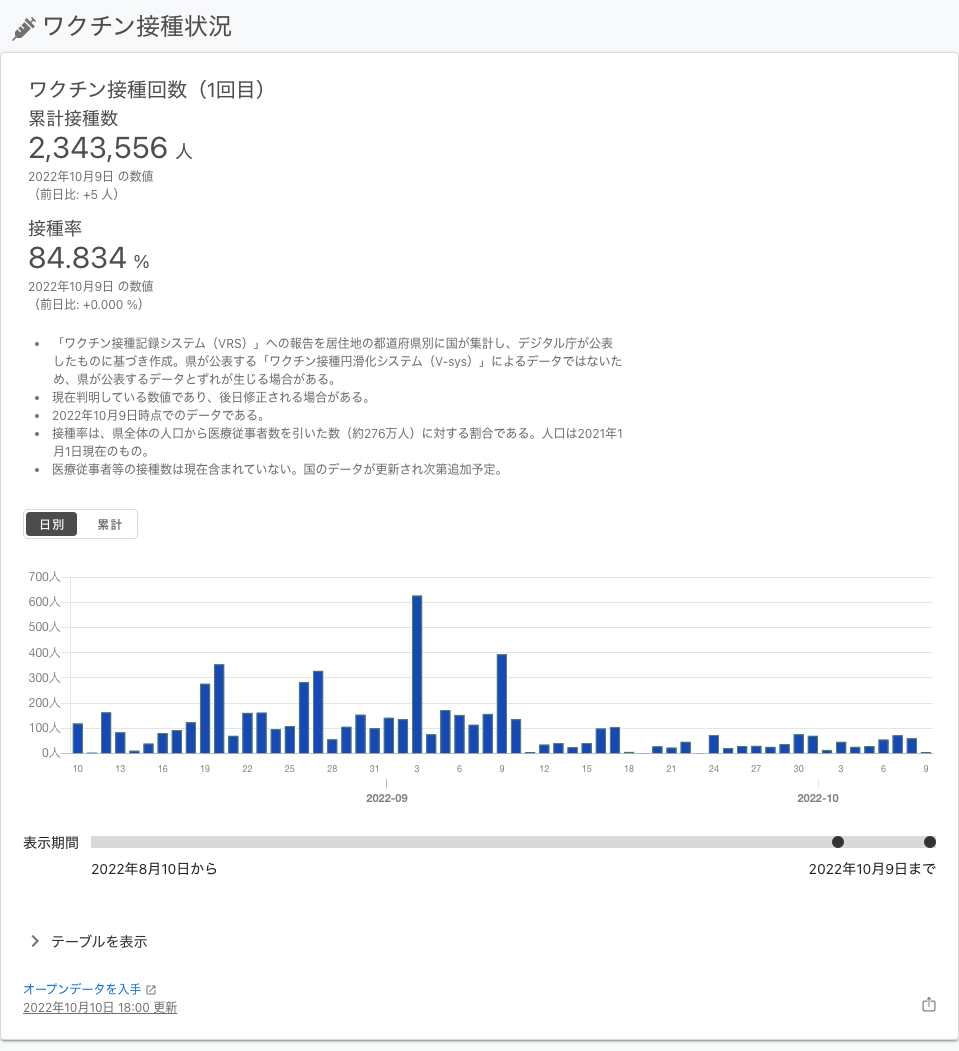 ワクチン接種状況
ワクチン接種回数（1回目）
累計接種数
2,343,556 人
2022年10月9日 の数値
（前日比: +5 人）
接種率
84.834 %
2022年10月9日 の数値
（前日比: +0.000 %）
「ワクチン接種記録システム（VRS）」への報告を居住地の都道府県別に国が集計し、デジタル庁が公表
したものに基づき作成。県が公表する「ワクチン接種円滑化システム（V-sys）」によるデータではないた
め、県が公表するデータとずれが生じる場合がある。
現在判明している数値であり、後日修正される場合がある。
2022年10月9日時点でのデータである。
接種率は、県全体の人口から医療従事者数を引いた数（約276万人）に対する割合である。人口は2021年1
月1日現在のもの。
医療従事者等の接種数は現在含まれていない。国のデータが更新され次第追加予定。
日別 累計
700人
600人
500人
400人
300人
200人
100人
0人
10 13 16 19 22 25 28 31 3 6 9 12 15 18 21 24 27 30 3 6 9
2022-09 2022-10
表示期間
2022年8月10日から 2022年10月9日まで
テーブルを表示
オープンデータを入手
2022年10月10日 18:00 更新